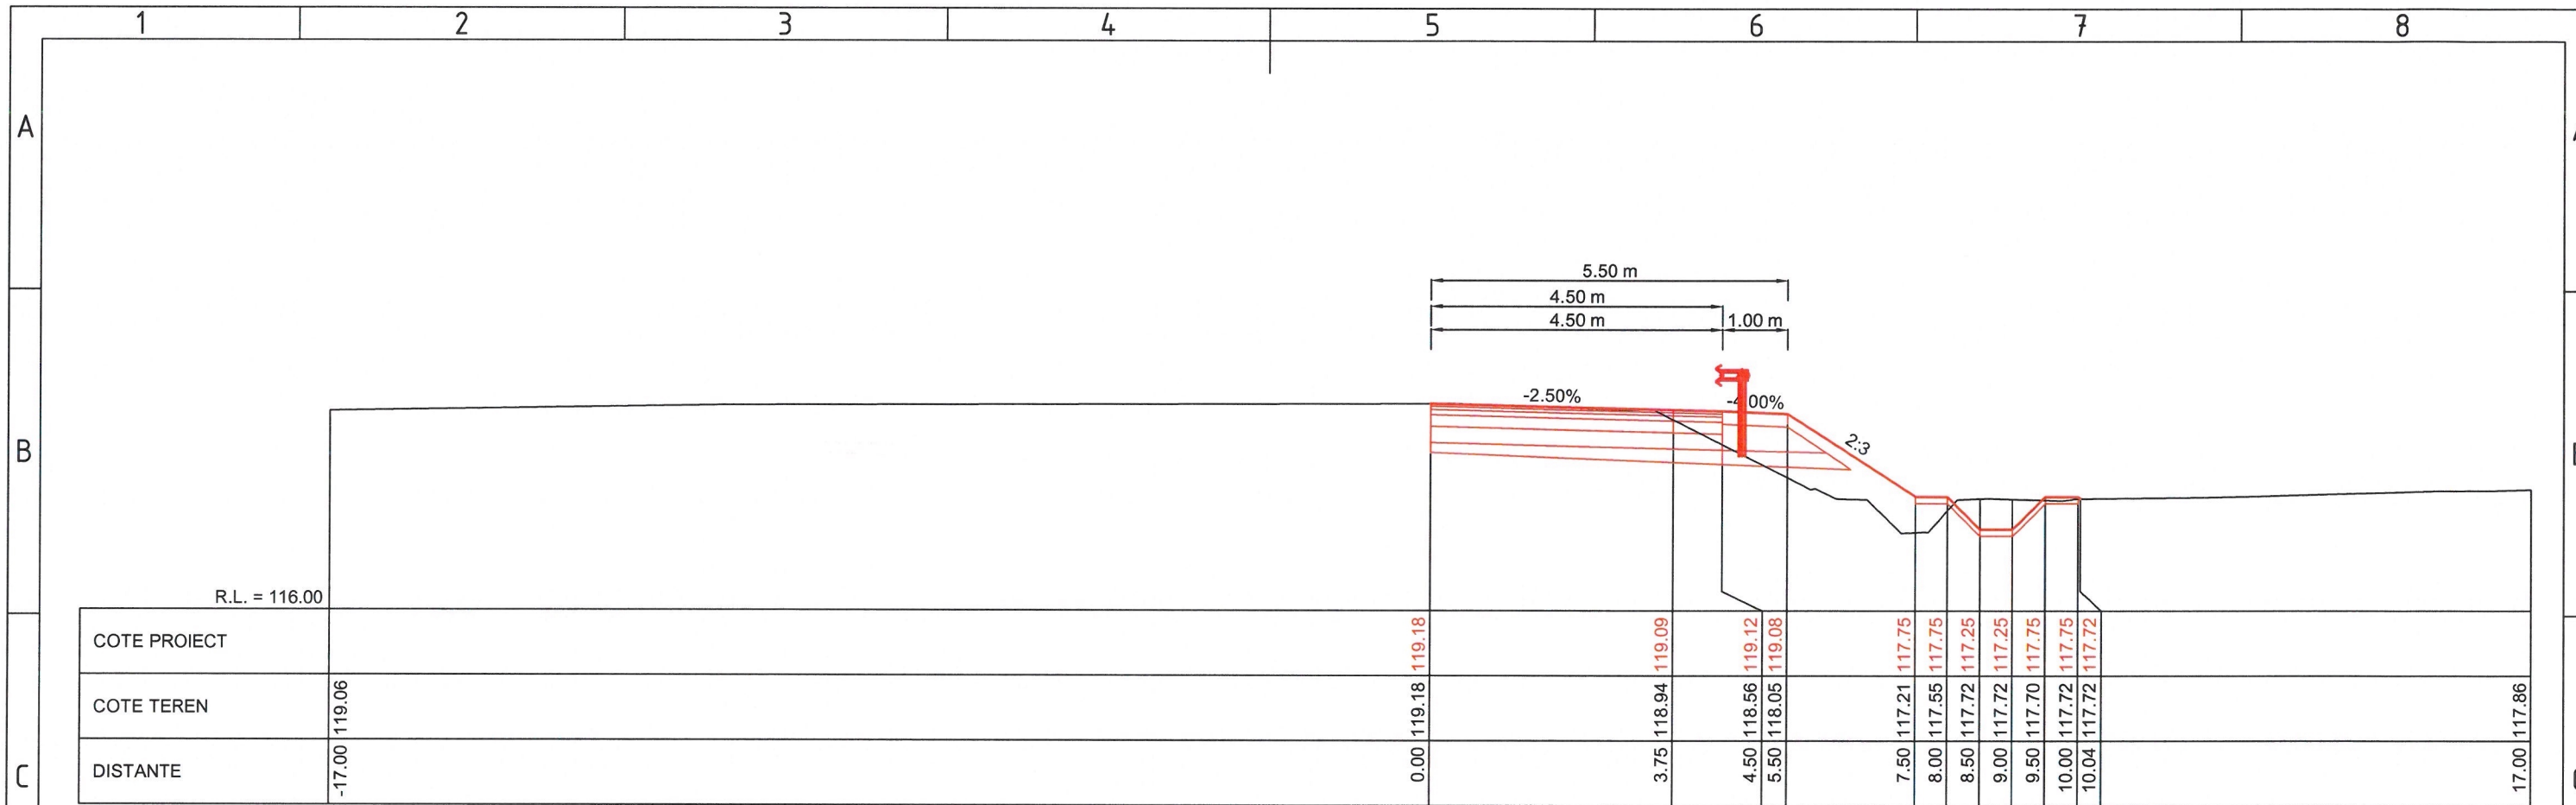 1 2 3 4 5 6 7 8
A
5.50 m
4.50 m
4.50 m 1.00 m
-2.50% -4.00%
2:3
B
R.L. = 116.00
COTE PROIECT 119.18 119.09 119.12 119.08 117.75 117.75 117.25 117.25 117.75 117.75 117.72
COTE TEREN 119.06 119.18 118.94 118.56 118.05 117.21 117.55 117.72 117.72 117.70 117.72 117.72 117.86
C
DISTANTE -17.00 0.00 3.75 4.50 5.50 7.50 8.00 8.50 9.00 9.50 10.00 10.04 17.00